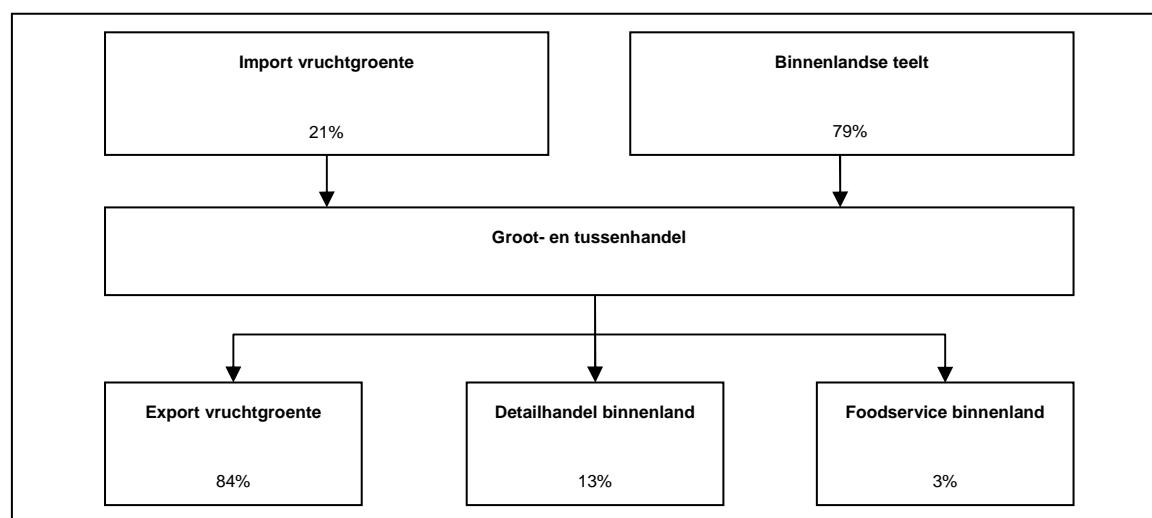 Import vruchtgroente
21%
Binnenlandse teelt
79%
Groot- en tussenhandel
Export vruchtgroente
84%
Detailhandel binnenland
13%
Foodservice binnenland
3%